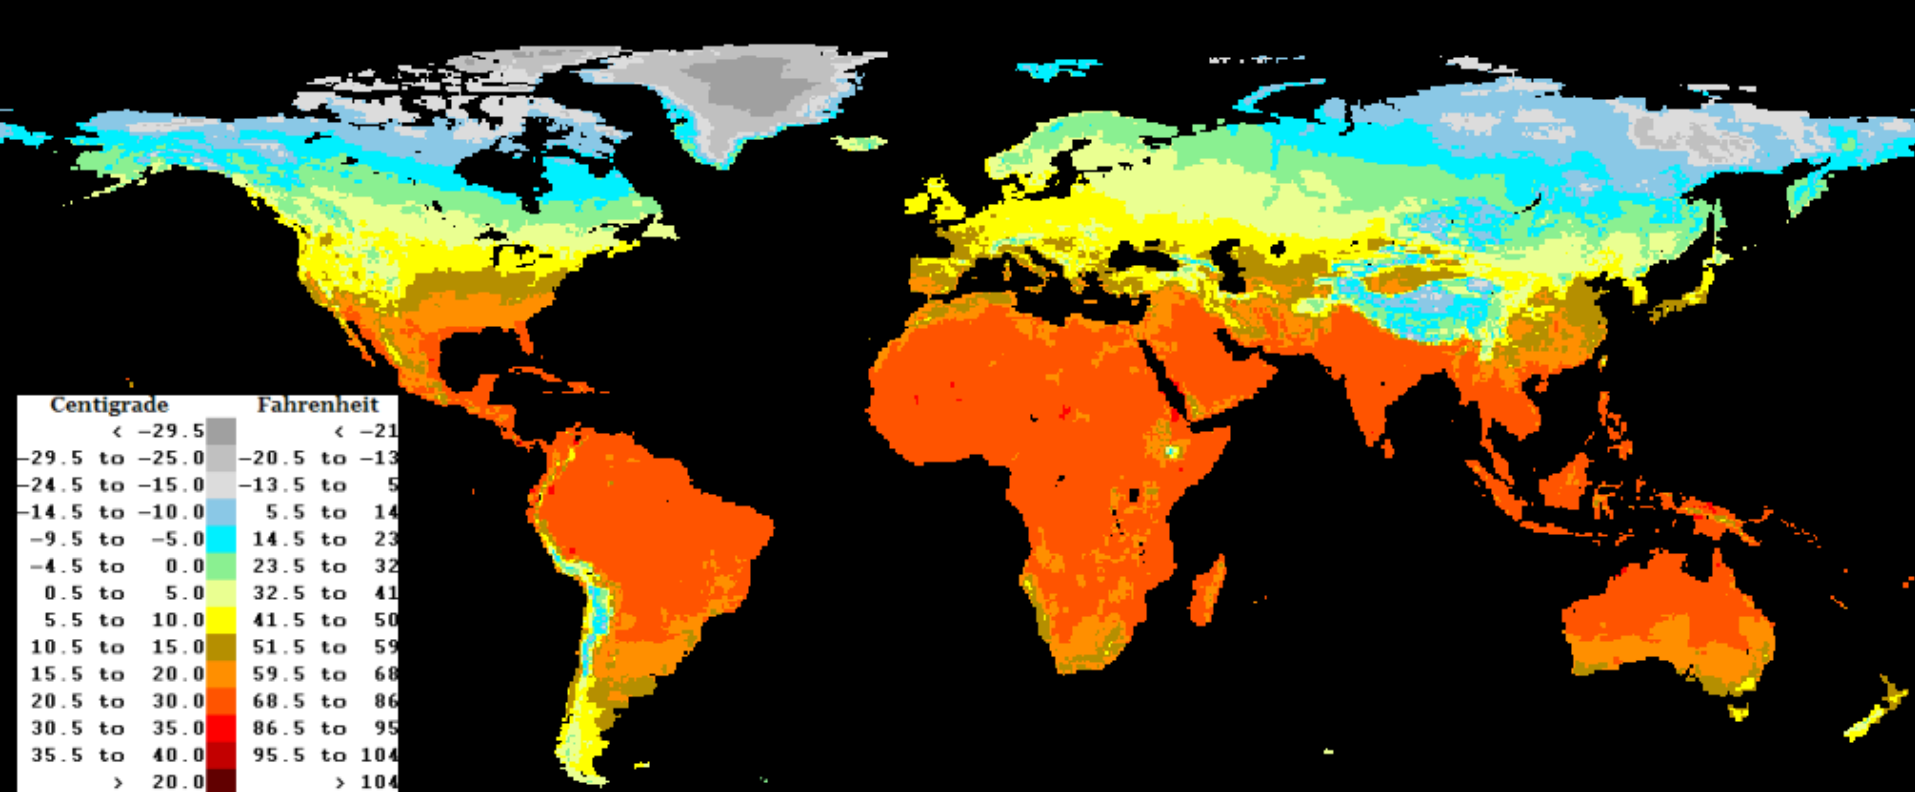 Centigrade Fahrenheit
< -29.5 < -21
-29.5 to -25.0 -20.5 to -13
-24.5 to -15.0 -13.5 to 5
-14.5 to -10.0 5.5 to 14
-9.5 to -5.0 14.5 to 23
-4.5 to 0.0 23.5 to 32
0.5 to 5.0 32.5 to 41
5.5 to 10.0 41.5 to 50
10.5 to 15.0 51.5 to 59
15.5 to 20.0 59.5 to 68
20.5 to 30.0 68.5 to 86
30.5 to 35.0 86.5 to 95
35.5 to 40.0 95.5 to 104
> 20.0 > 104